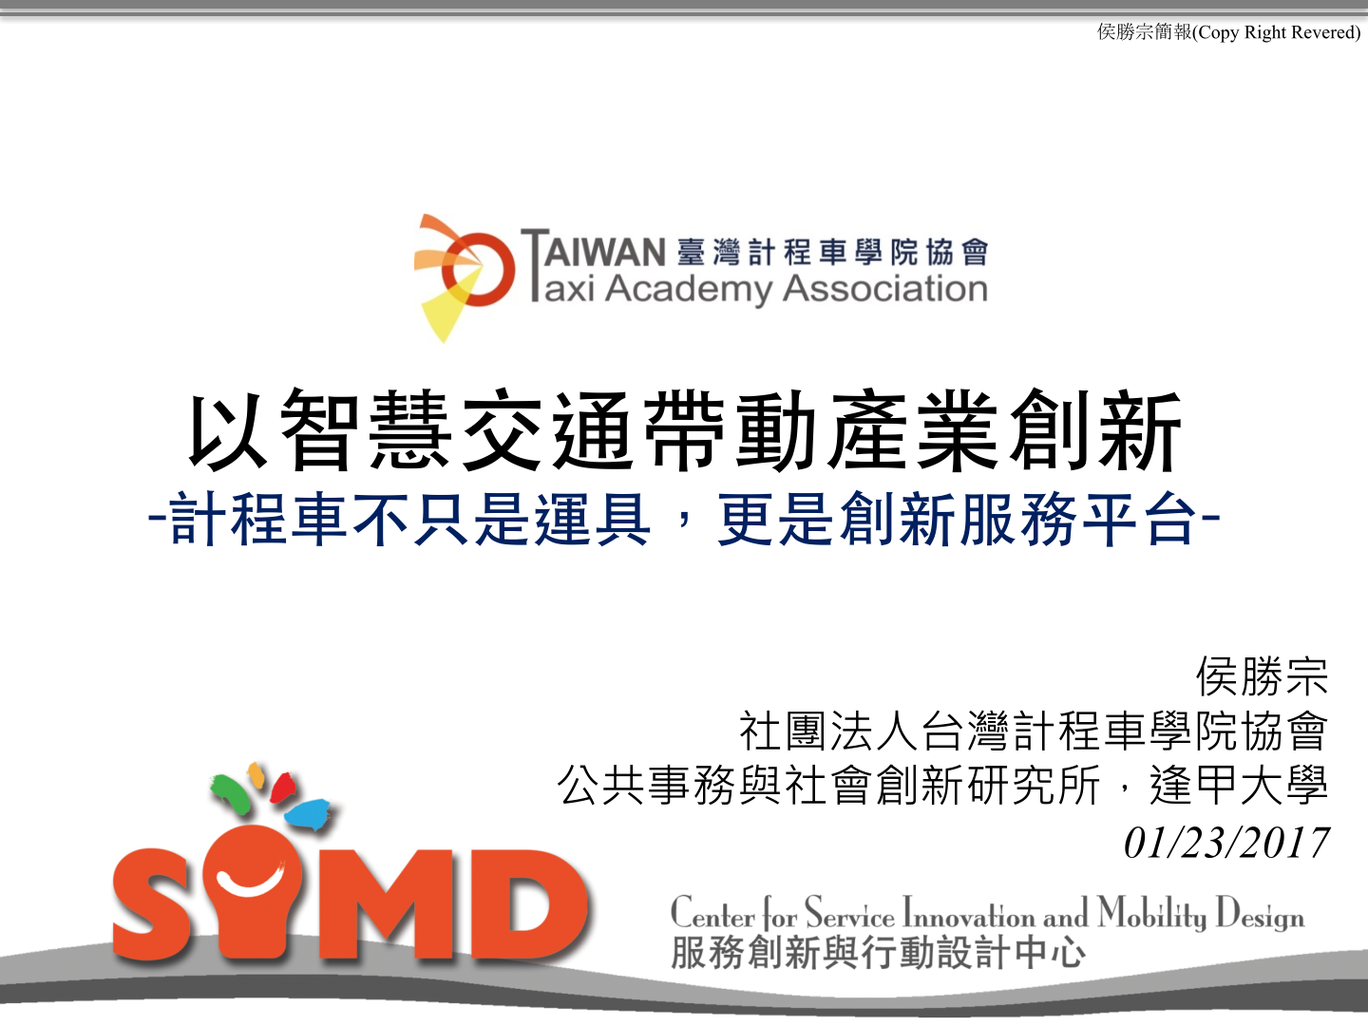 侯勝宗簡報(Copy Right Revered)
TAIWAN 臺灣計程車學院協會
Taxi Academy Association
以智慧交通帶動產業創新
-計程車不只是運具，更是創新服務平台-
侯勝宗
社團法人台灣計程車學院協會
公共事務與社會創新研究所，逢甲大學
01/23/2017
SIMD
Center for Service Innovation and Mobility Design
服務創新與行動設計中心